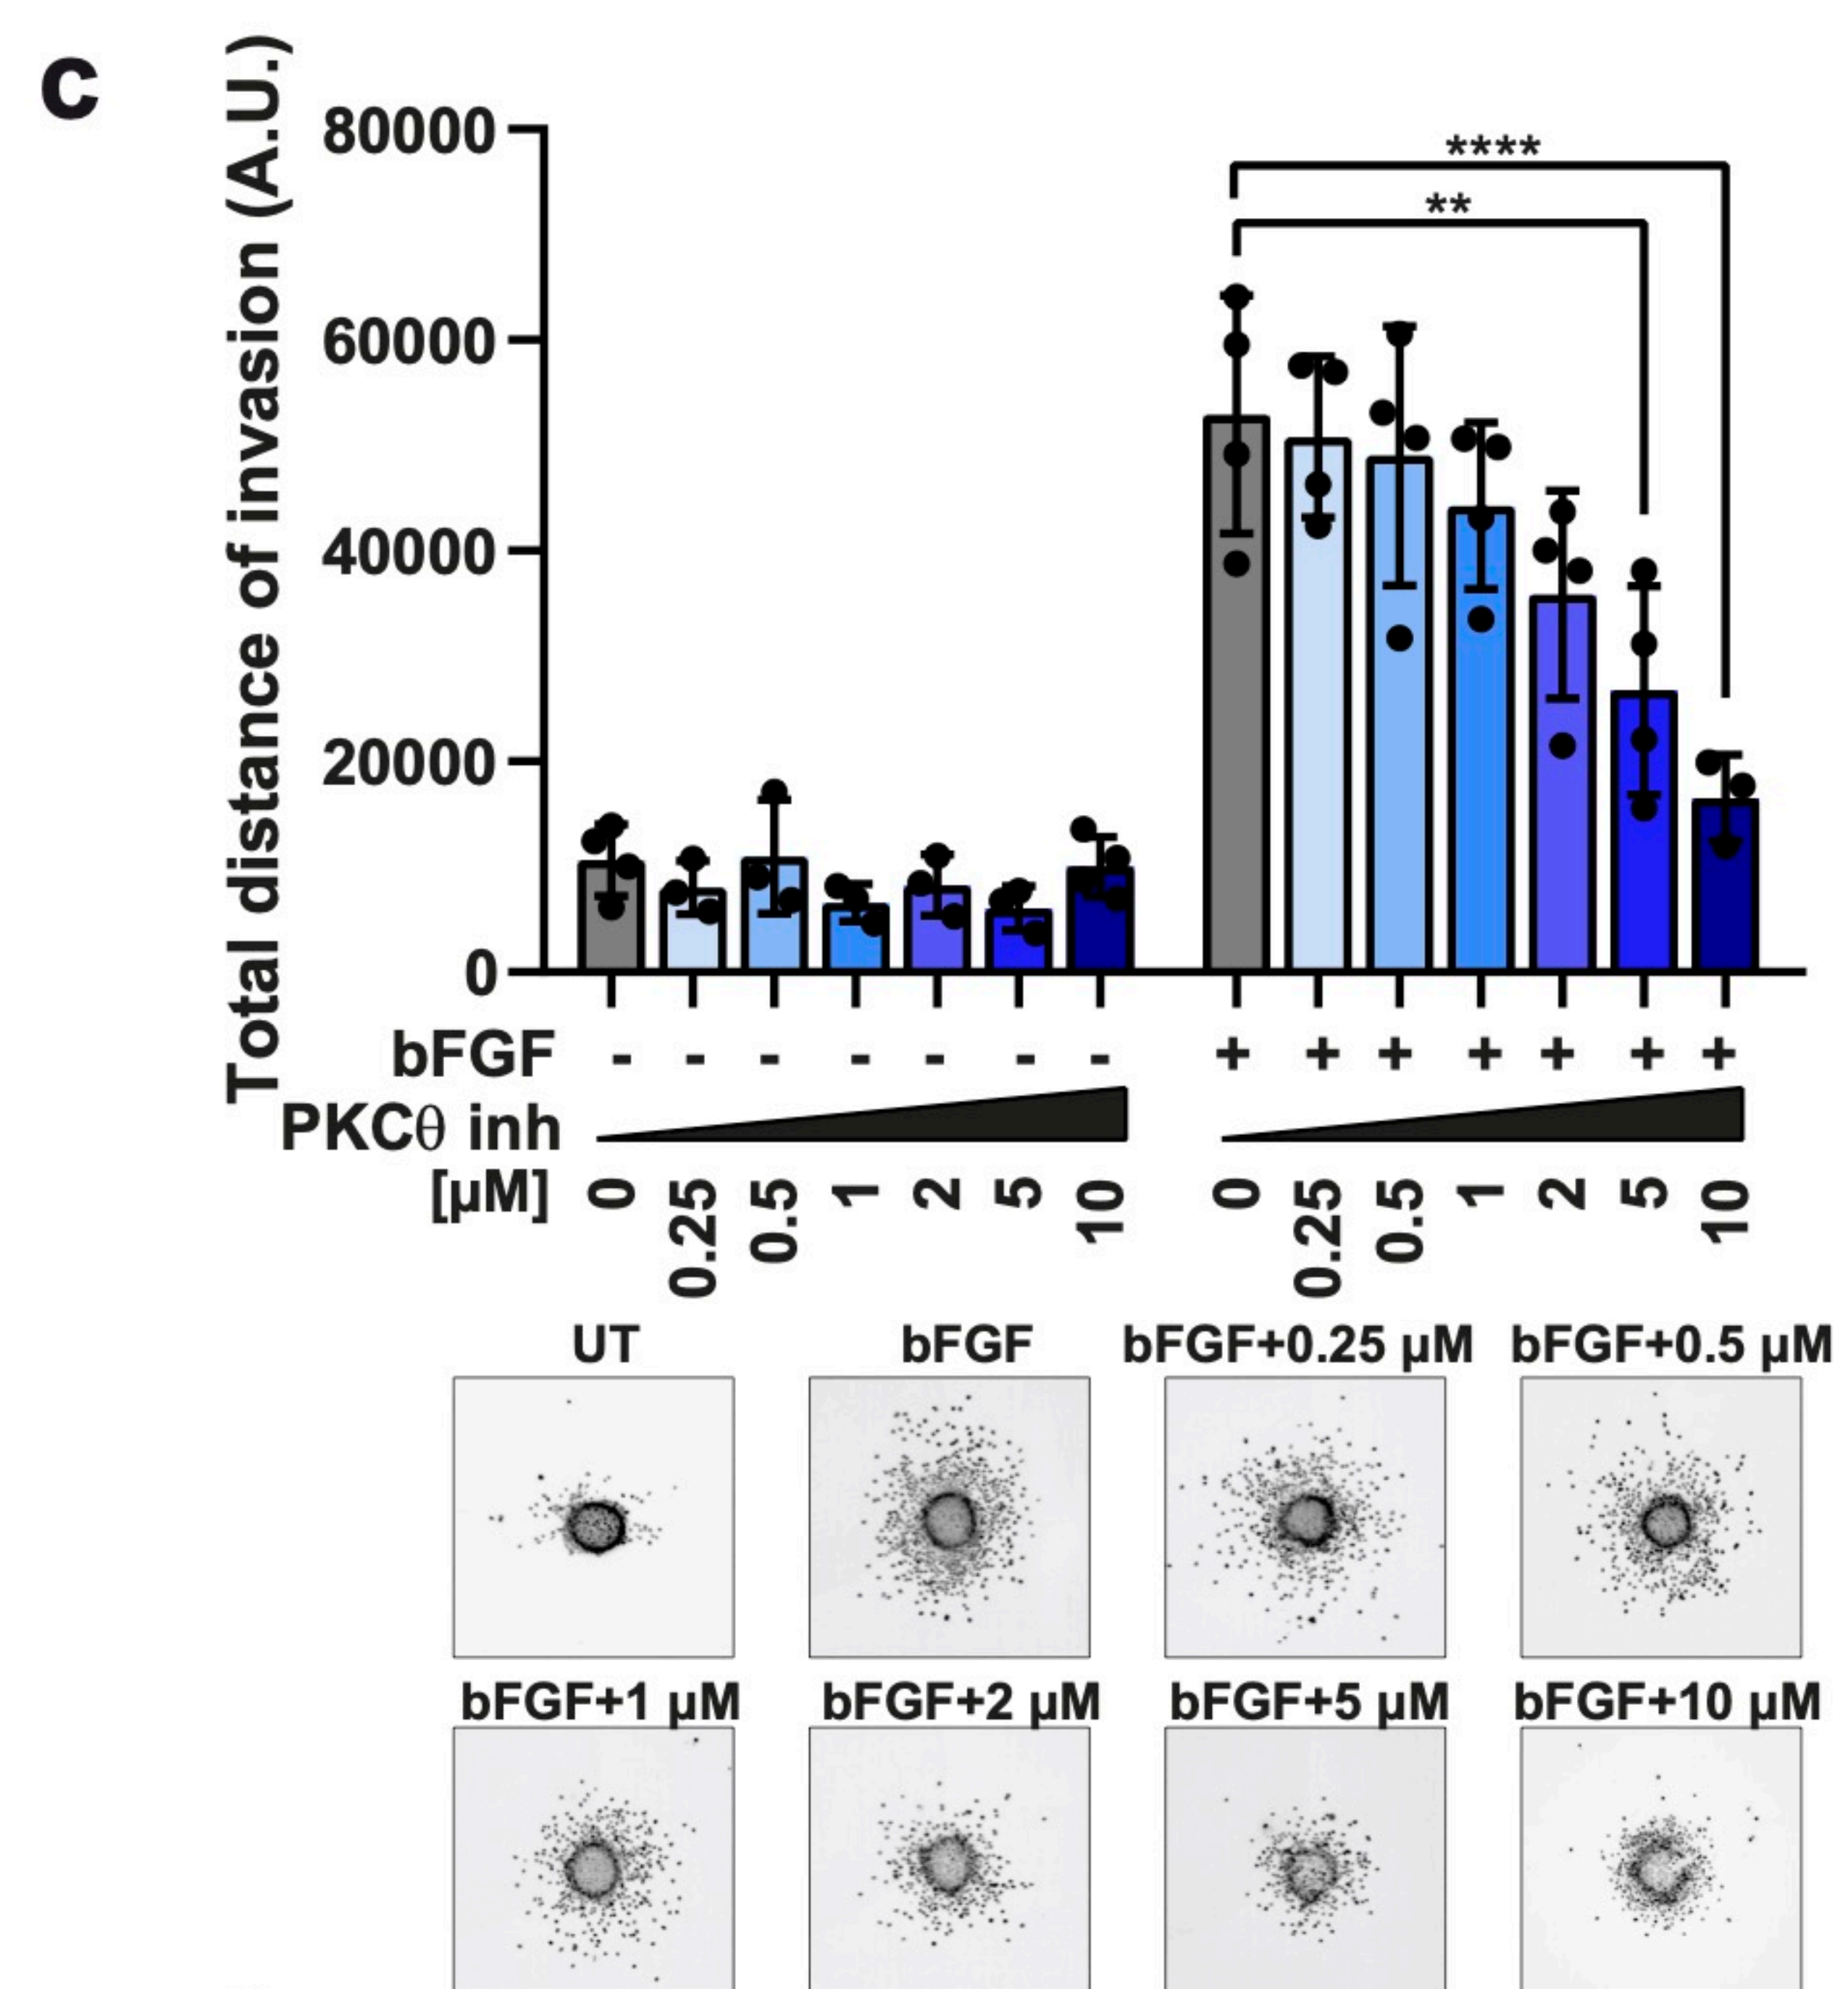 C
Total distance of invasion (A.U.)
80000
60000
40000
20000
0
****
**
bFGF - - - - - - - + + + + + + +
PKCθ inh
[µM] 0 0.25 0.5 1 2 5 10 0 0.25 0.5 1 2 5 10
UT bFGF bFGF+0.25 µM bFGF+0.5 µM
bFGF+1 µM bFGF+2 µM bFGF+5 µM bFGF+10 µM